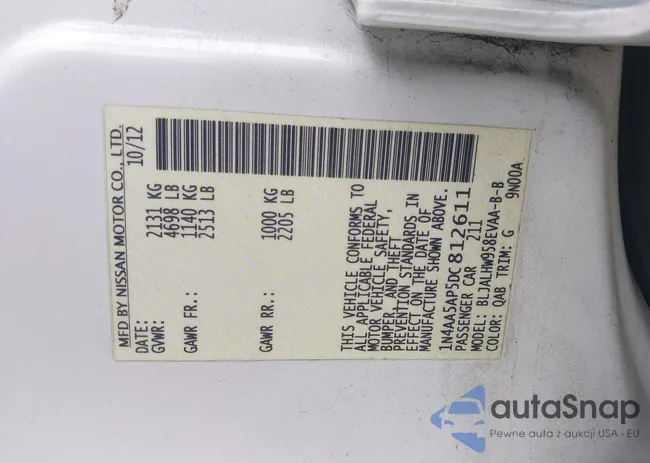 MFD BY NISSAN MOTOR CO., LTD.
DATE: 10/12
GVWR: 2131 KG
4698 LB
GAWR FR.: 1140 KG
2513 LB
GAWR RR.: 1000 KG
2205 LB
THIS VEHICLE CONFORMS TO
ALL APPLICABLE FEDERAL
MOTOR VEHICLE SAFETY,
BUMPER, AND THEFT
PREVENTION STANDARDS IN
EFFECT ON THE DATE OF
MANUFACTURE SHOWN ABOVE.
1N4AA5AP5DC812611
PASSENGER CAR 211
MODEL: BLJALHW958EVAA-B-B
COLOR: QAB TRIM: G 9N00A
autaSnap
Pewne auta z aukcji USA - EU